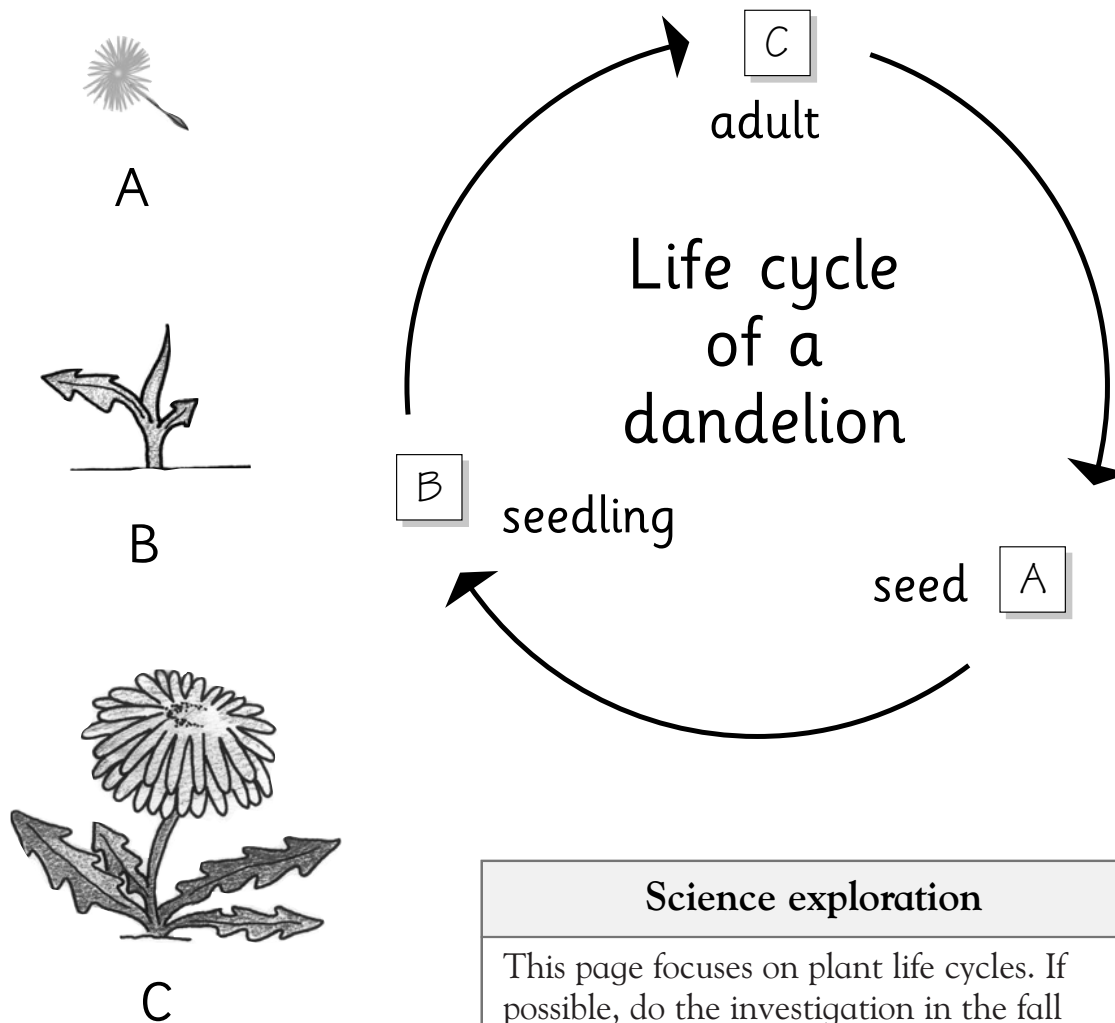 A
B
C
C
adult
Life cycle
of a
dandelion
B
seedling
seed A
Science exploration
This page focuses on plant life cycles. If
possible, do the investigation in the fall